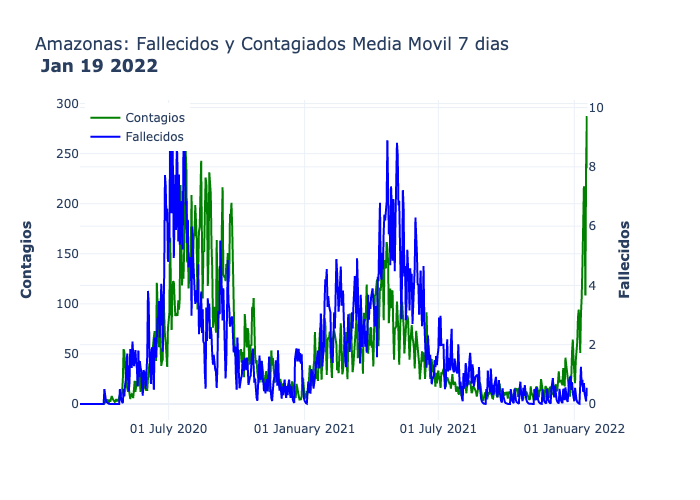 Amazonas: Fallecidos y Contagiados Media Movil 7 dias
Jan 19 2022
300
250
200
150
100
50
0
Contagios
Contagios
Fallecidos
10
8
6
4
2
0
Fallecidos
01 July 2020
01 January 2021
01 July 2021
01 January 2022